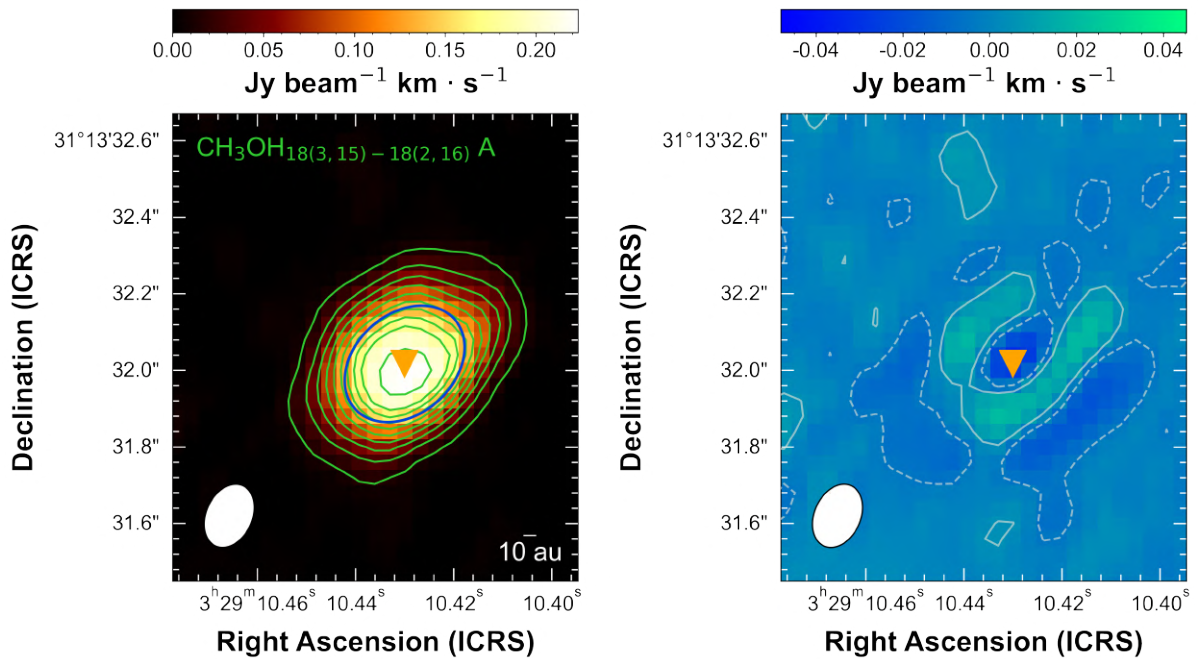 0.00 0.05 0.10 0.15 0.20
Jy beam⁻¹ km · s⁻¹
CH₃OH₁₈₍₃, ₁₅₎ ₋ ₁₈₍₂, ₁₆₎ A
31°13'32.6"
32.4"
32.2"
32.0"
31.8"
31.6"
Declination (ICRS)
10 au
3ʰ29ᵐ10.46ˢ 10.44ˢ 10.42ˢ 10.40ˢ
Right Ascension (ICRS)
-0.04 -0.02 0.00 0.02 0.04
Jy beam⁻¹ km · s⁻¹
31°13'32.6"
32.4"
32.2"
32.0"
31.8"
31.6"
Declination (ICRS)
3ʰ29ᵐ10.46ˢ 10.44ˢ 10.42ˢ 10.40ˢ
Right Ascension (ICRS)